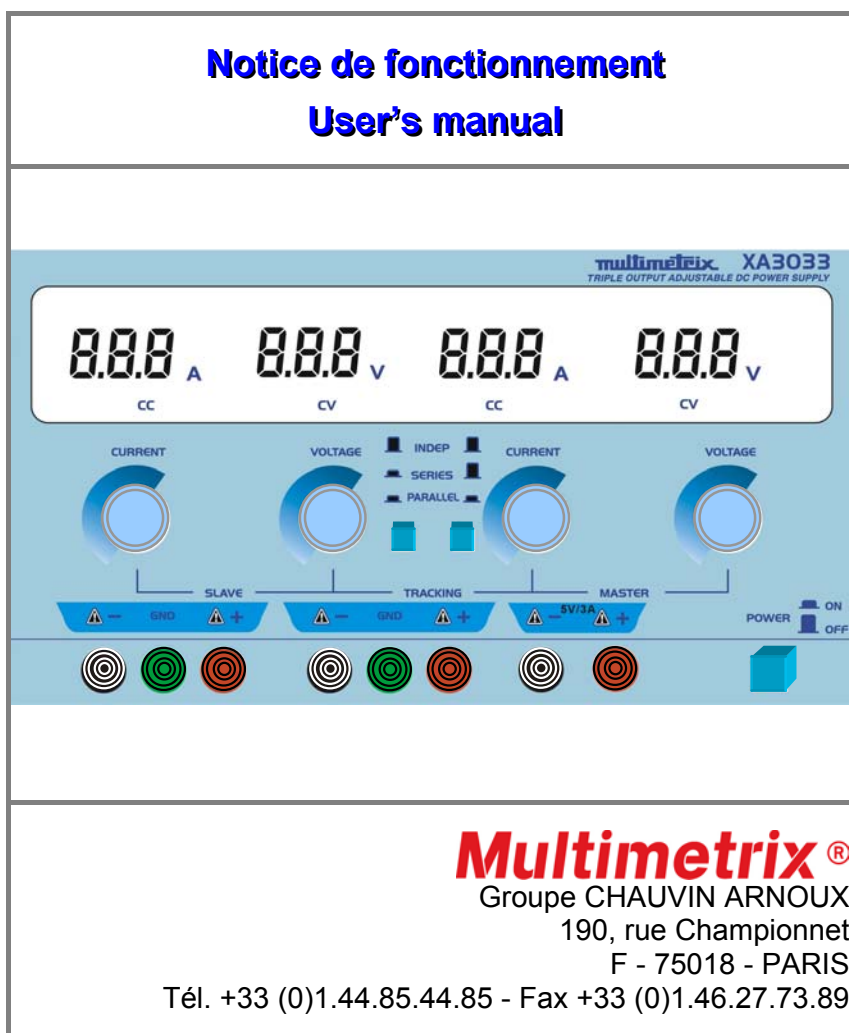 Notice de fonctionnement
User's manual
multimetrix XA3033
TRIPLE OUTPUT ADJUSTABLE DC POWER SUPPLY
8.8.8 A 8.8.8 V 8.8.8 A 8.8.8 V
CC CV CC CV
CURRENT VOLTAGE INDEP CURRENT VOLTAGE
SERIES
PARALLEL
SLAVE TRACKING MASTER
- GND + - GND + - 5V/3A +
POWER ON
OFF
Multimetrix ®
Groupe CHAUVIN ARNOUX
190, rue Championnet
F - 75018 - PARIS
Tél. +33 (0)1.44.85.44.85 - Fax +33 (0)1.46.27.73.89